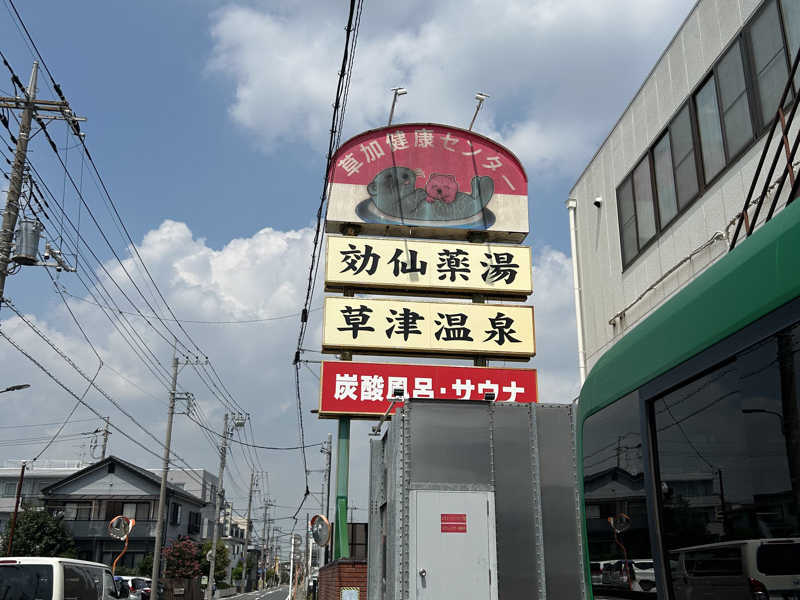 草加健康センター
効仙薬湯
草津温泉
炭酸風呂・サウナ